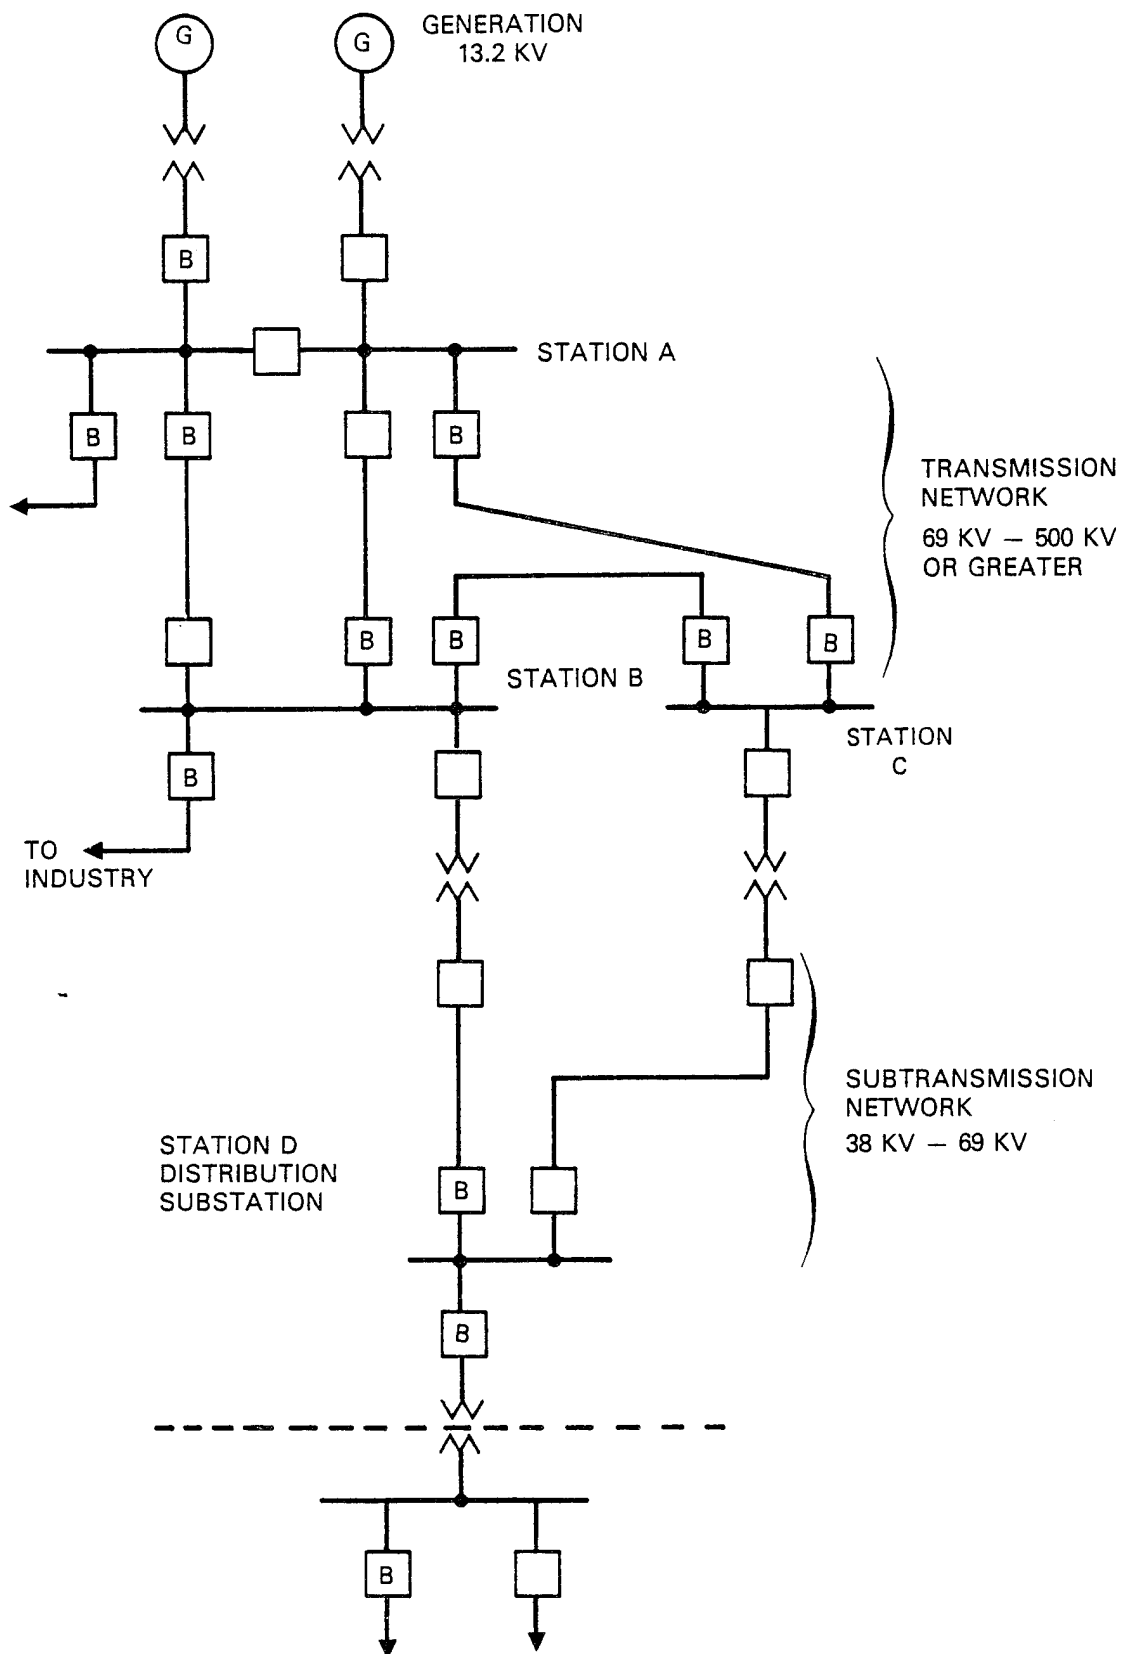 G
G
GENERATION
13.2 KV
B
STATION A
B
B
B
TRANSMISSION
NETWORK
69 KV — 500 KV
OR GREATER
B
B
B
B
STATION B
STATION
C
B
TO
INDUSTRY
SUBTRANSMISSION
NETWORK
38 KV — 69 KV
STATION D
DISTRIBUTION
SUBSTATION
B
B
B